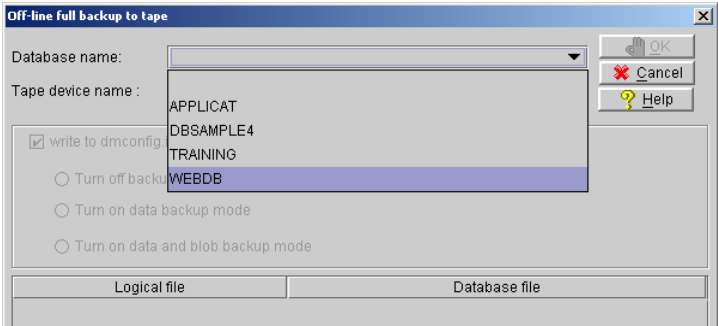 Off-line full backup to tape
Database name:
OK
Cancel
Tape device name :
Help
APPLICAT
DBSAMPLE4
write to dmconfig.i
TRAINING
Turn off backu
WEBDB
Turn on data backup mode
Turn on data and blob backup mode
Logical file
Database file